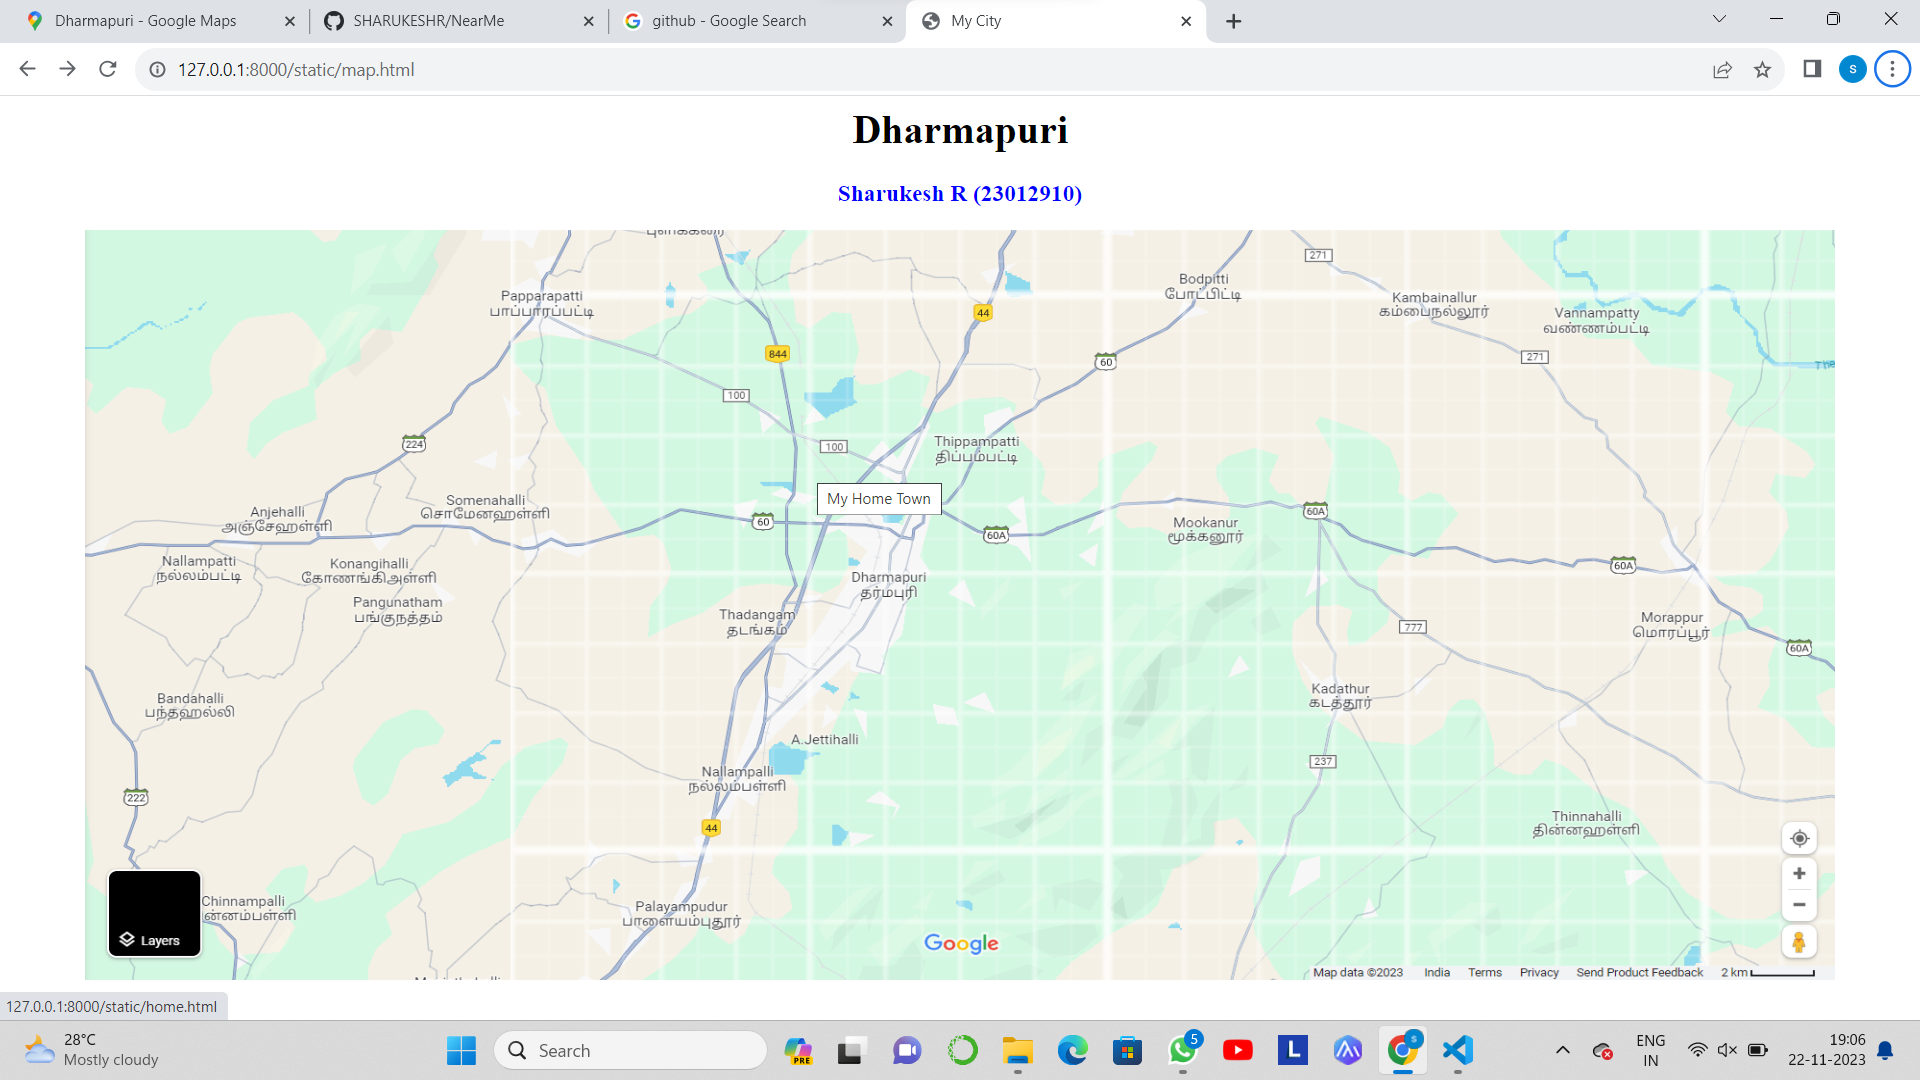 Dharmapuri - Google Maps
SHARUKESHR/NearMe
github - Google Search
My City
127.0.0.1:8000/static/map.html
S
Dharmapuri
Sharukesh R (23012910)
271
Bodpitti
போட்பிட்டி
Papparapatti
பாப்பாரப்பட்டி
Kambainallur
கம்பைநல்லூர்
Vannampatty
வண்ணம்பட்டி
44
844
60
271
The
100
224
100
Thippampatti
திப்பம்பட்டி
My Home Town
Somenahalli
சொமேனஹள்ளி
Anjehalli
அஞ்சேஹள்ளி
60
60A
60A
Mookanur
மூக்கனூர்
Nallampatti
நல்லம்பட்டி
Konangihalli
கோணங்கிஅள்ளி
60A
Dharmapuri
தர்மபுரி
Pangunatham
பங்குநத்தம்
Thadangam
தடங்கம்
777
Morappur
மொரப்பூர்
60A
Bandahalli
பந்தஹல்லி
Kadathur
கடத்தூர்
A.Jettihalli
Nallampalli
நல்லம்பள்ளி
237
222
44
Thinnahalli
தின்னஹள்ளி
Chinnampalli
ன்னம்பள்ளி
Layers
Palayampudur
பாளையம்புதூர்
Google
Map data ©2023 India Terms Privacy Send Product Feedback 2 km
127.0.0.1:8000/static/home.html
28°C
Mostly cloudy
Search
PRE
5
L
S
ENG
IN
19:06
22-11-2023